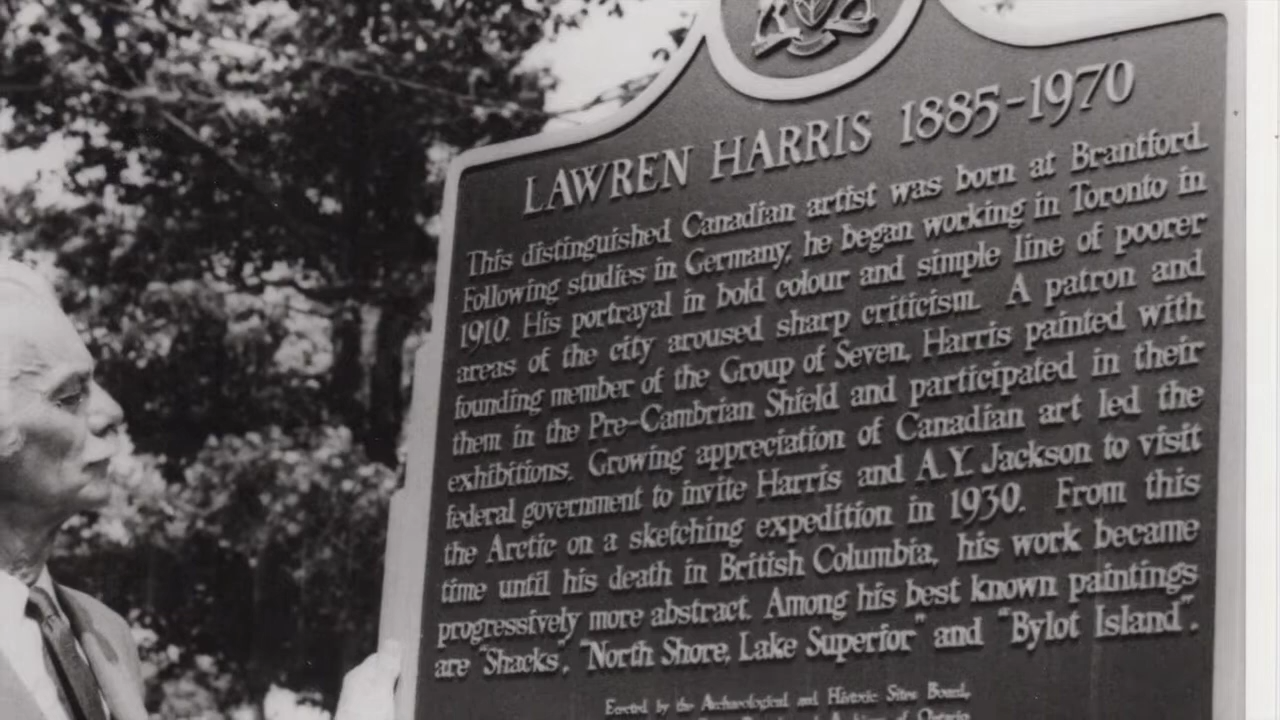 LAWREN HARRIS 1885-1970
This distinguished Canadian artist was born at Brantford.
Following studies in Germany, he began working in Toronto in
1910. His portrayal in bold colour and simple line of poorer
areas of the city aroused sharp criticism. A patron and
founding member of the Group of Seven, Harris painted with
them in the Pre-Cambrian Shield and participated in their
exhibitions. Growing appreciation of Canadian art led the
federal government to invite Harris and A.Y. Jackson to visit
the Arctic on a sketching expedition in 1930. From this
time until his death in British Columbia, his work became
progressively more abstract. Among his best known paintings
are "Shacks", "North Shore, Lake Superior" and "Bylot Island".
Erected by the Archaeological and Historic Sites Board,
Archives of Ontario